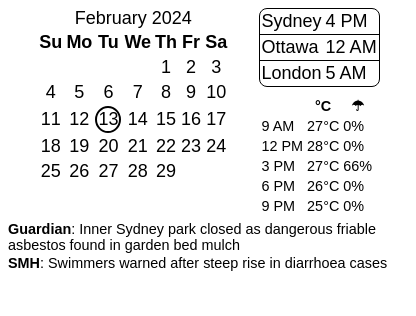 February 2024
Su Mo Tu We Th Fr Sa
1 2 3
4 5 6 7 8 9 10
11 12 13 14 15 16 17
18 19 20 21 22 23 24
25 26 27 28 29
Sydney 4 PM
Ottawa 12 AM
London 5 AM
°C ☂
9 AM 27°C 0%
12 PM 28°C 0%
3 PM 27°C 66%
6 PM 26°C 0%
9 PM 25°C 0%
Guardian: Inner Sydney park closed as dangerous friable
asbestos found in garden bed mulch
SMH: Swimmers warned after steep rise in diarrhoea cases